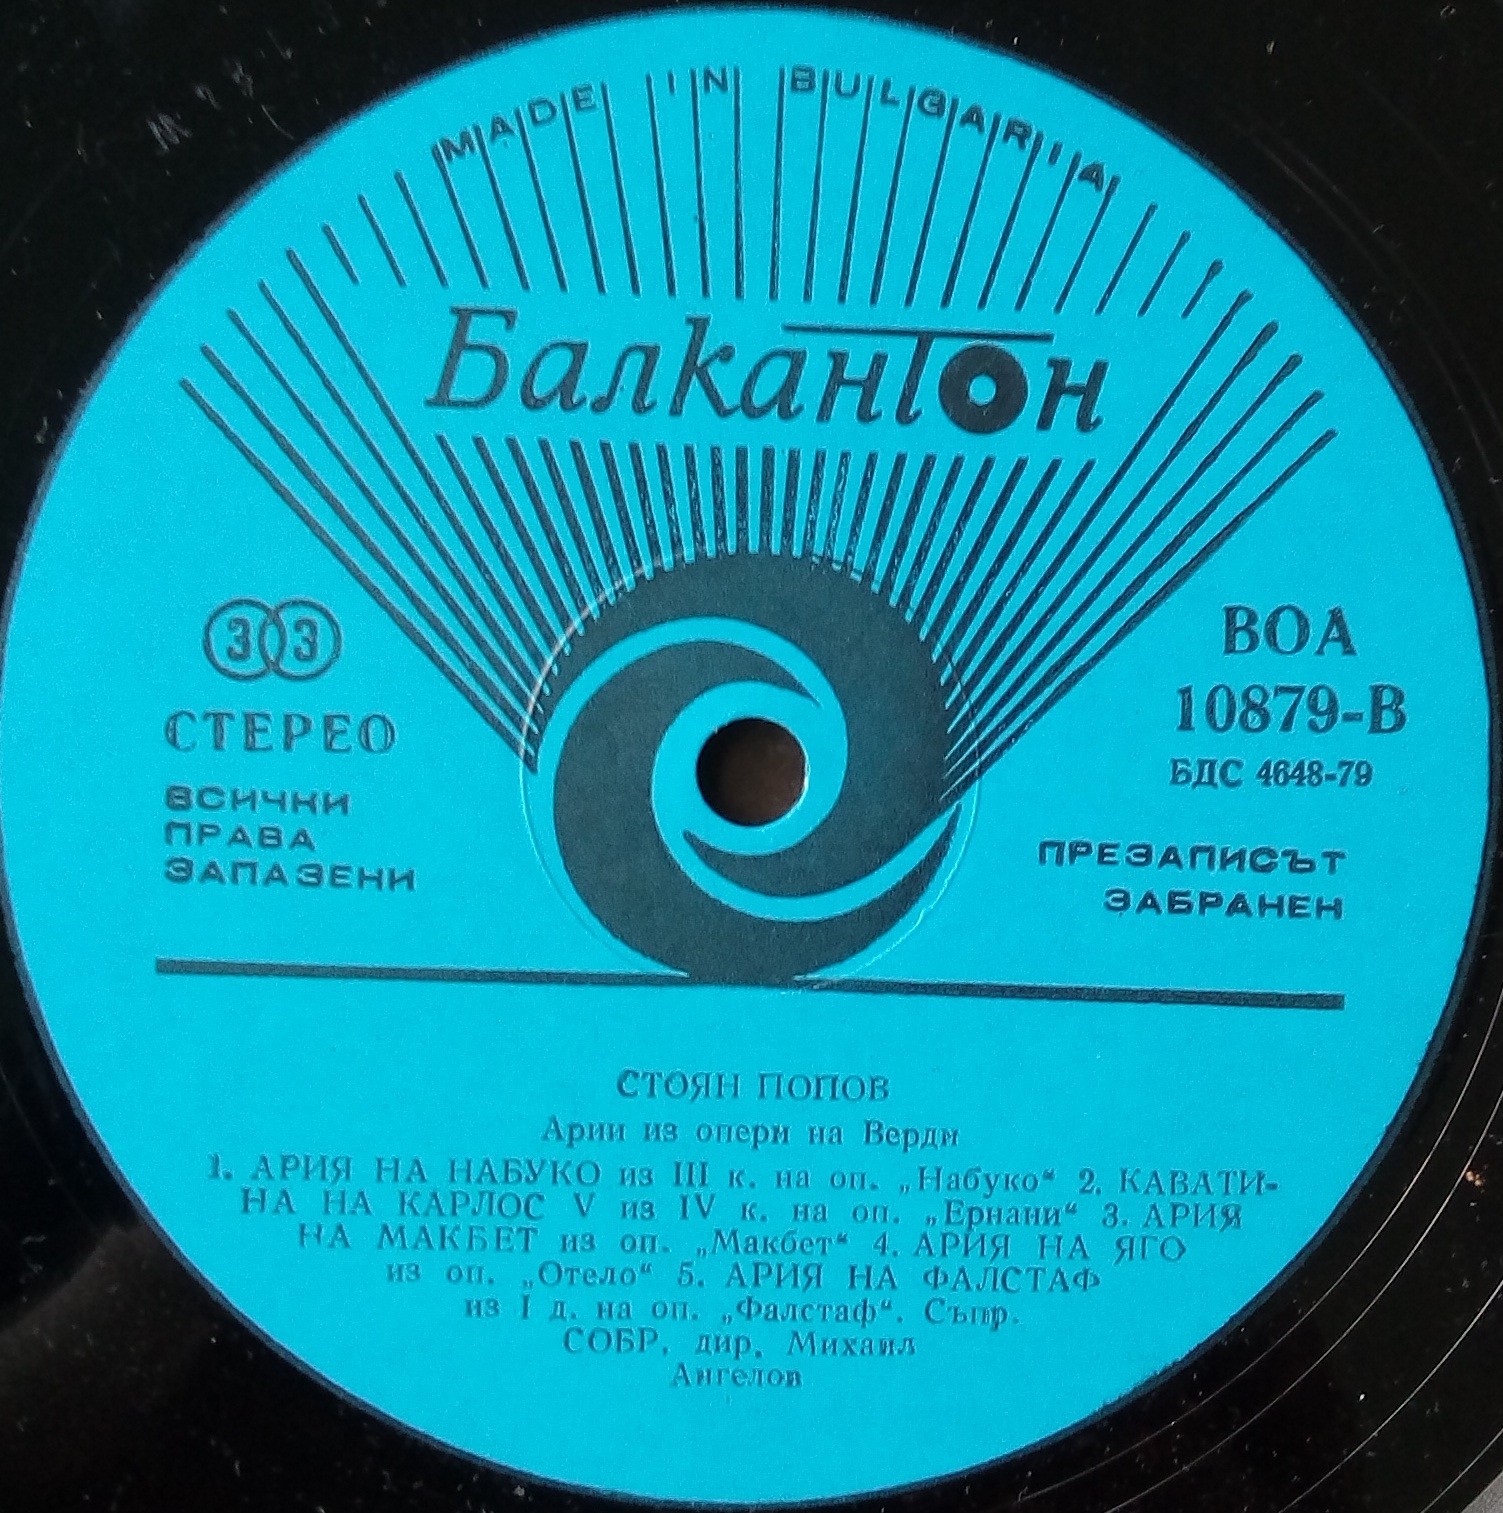 MADE IN BULGARIA
Балкантон
33
СТЕРЕО
ВСИЧКИ
ПРАВА
ЗАПАЗЕНИ
ВОА
10879-В
БДС 4648-79
ПРЕЗАПИСЪТ
ЗАБРАНЕН
СТОЯН ПОПОВ
Арии из опери на Верди
1. АРИЯ НА НАБУКО из III к. на оп. „Набуко“ 2. КАВАТИ-
НА НА КАРЛОС V из IV к. на оп. „Ернани“ 3. АРИЯ
НА МАКБЕТ из оп. „Макбет“ 4. АРИЯ НА ЯГО
из оп. „Отело“ 5. АРИЯ НА ФАЛСТАФ
из I д. на оп. „Фалстаф“. Съпр.
СОБР, дир. Михаил
Ангелов